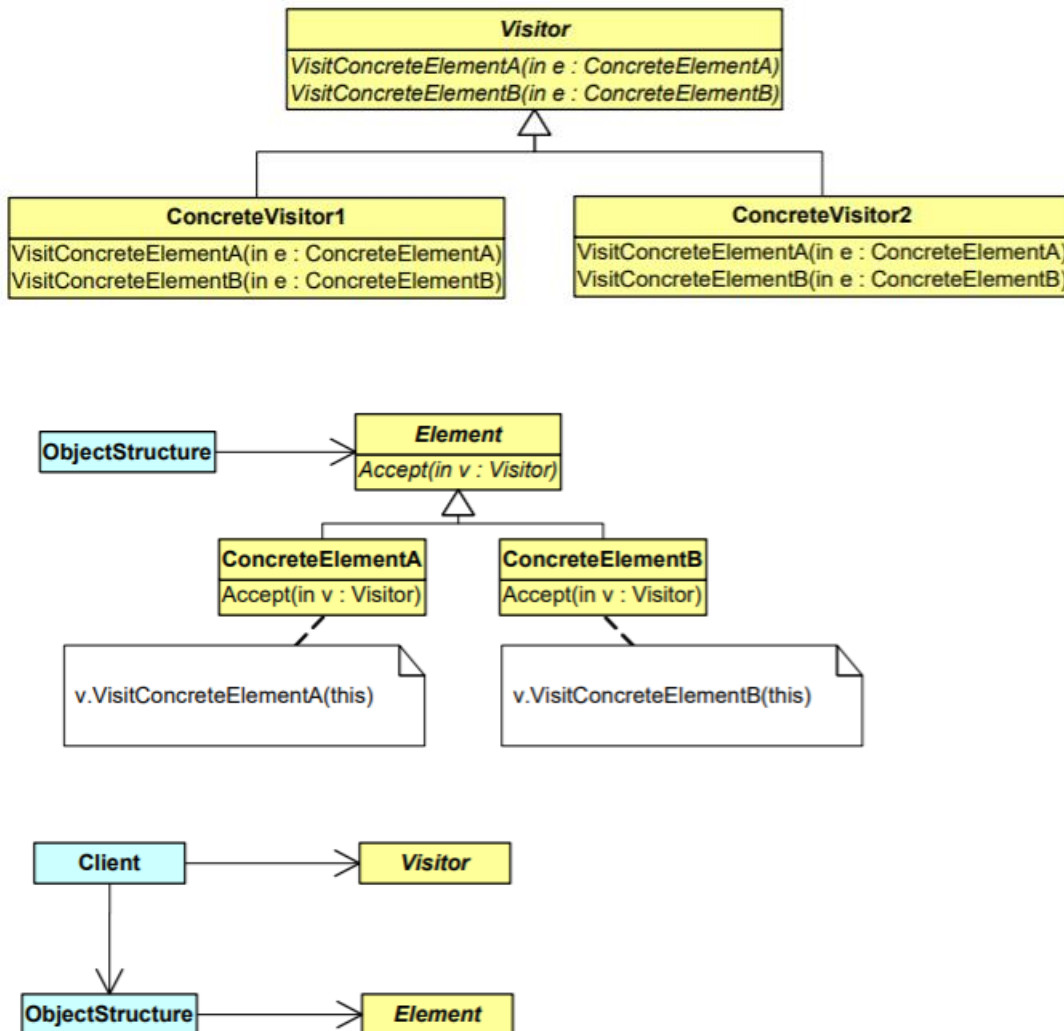 Visitor
VisitConcreteElementA(in e : ConcreteElementA)
VisitConcreteElementB(in e : ConcreteElementB)
ConcreteVisitor1
VisitConcreteElementA(in e : ConcreteElementA)
VisitConcreteElementB(in e : ConcreteElementB)
ConcreteVisitor2
VisitConcreteElementA(in e : ConcreteElementA)
VisitConcreteElementB(in e : ConcreteElementB)
ObjectStructure
Element
Accept(in v : Visitor)
ConcreteElementA
Accept(in v : Visitor)
ConcreteElementB
Accept(in v : Visitor)
v.VisitConcreteElementA(this)
v.VisitConcreteElementB(this)
Client
Visitor
ObjectStructure
Element